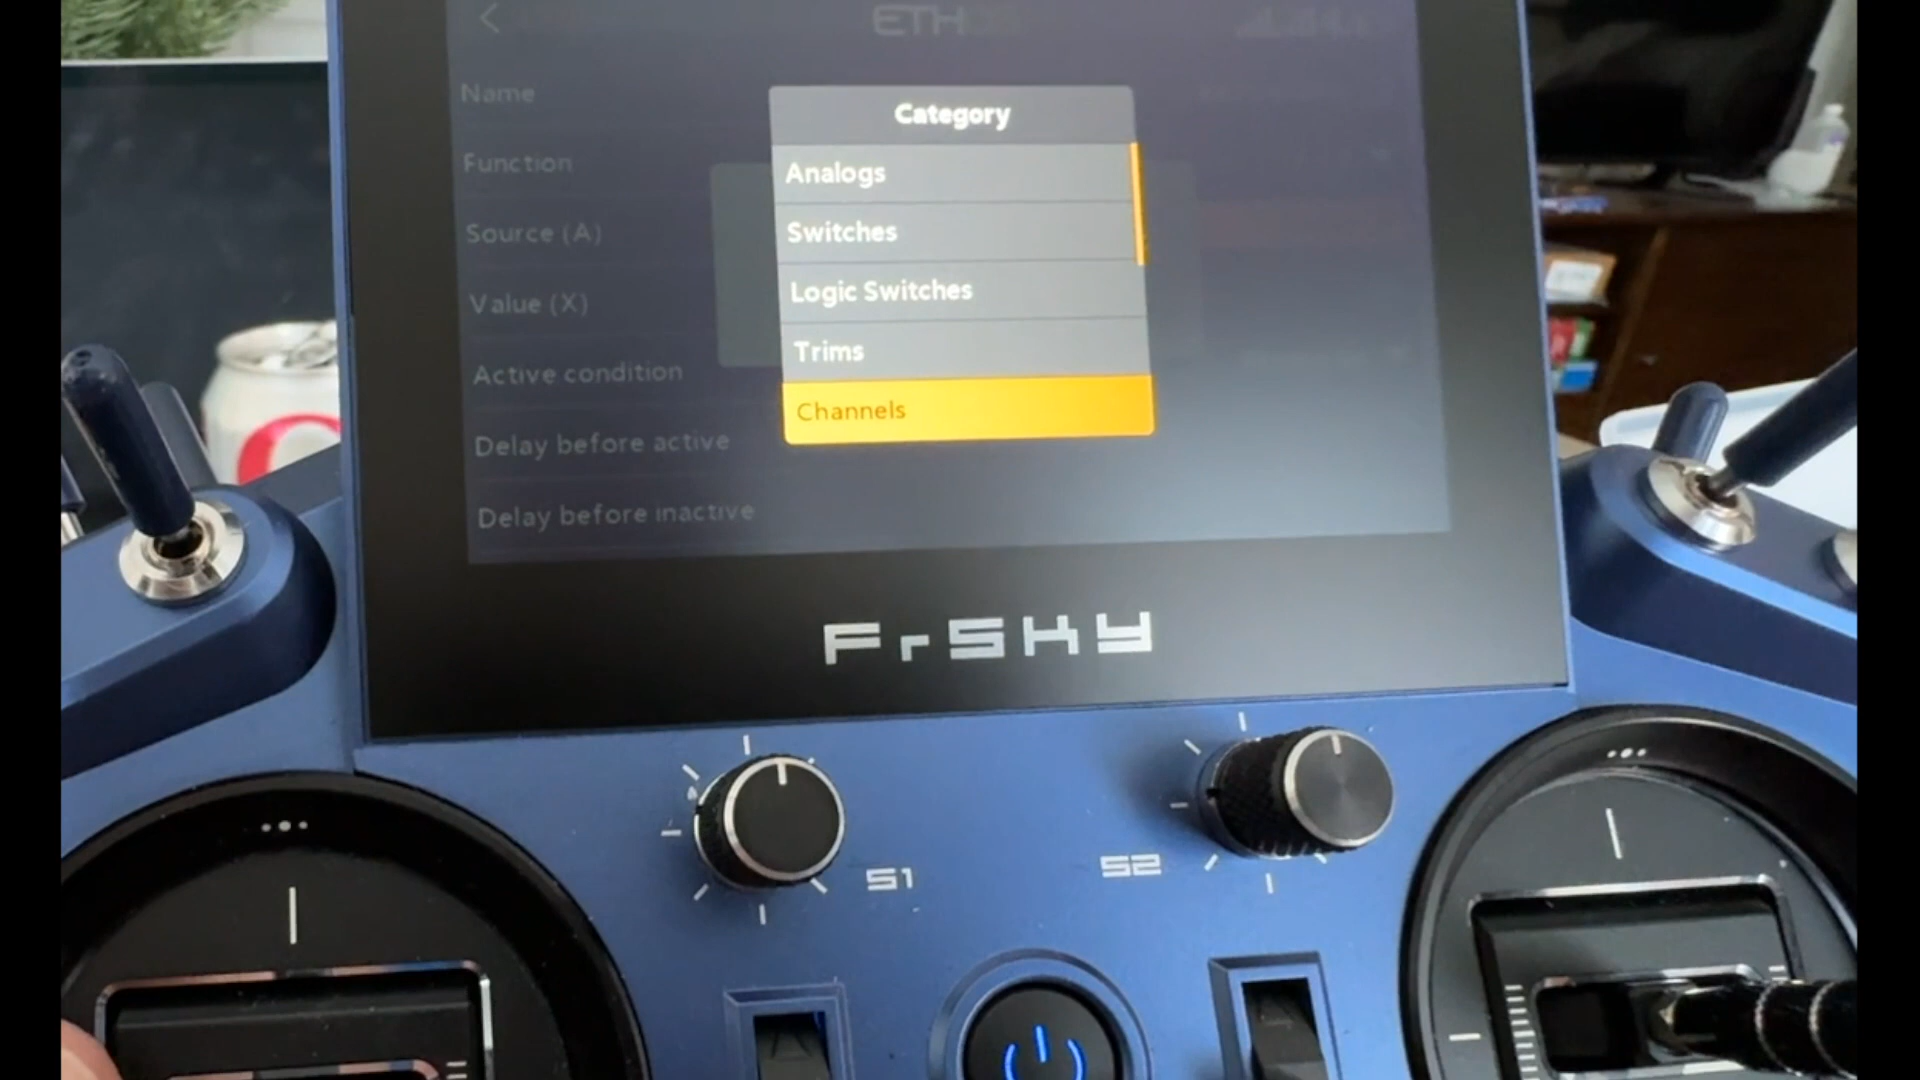 ETHOS
Name
Category
Analogs
Function
Switches
Source (A)
Logic Switches
Value (X)
Trims
Active condition
Channels
Delay before active
Delay before inactive
FrSKY
S1
S2